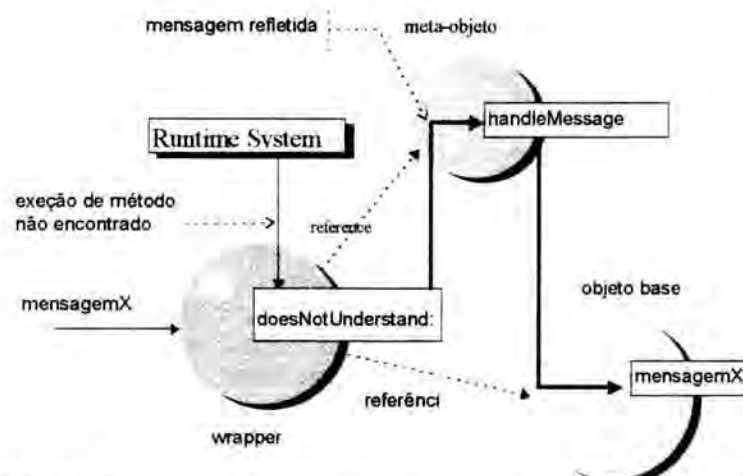 mensagem refletida
meta-objeto
handleMessage
Runtime System
exeção de método
não encontrado
reference
mensagemX
doesNotUnderstand:
objeto base
mensagemX
referênci
wrapper